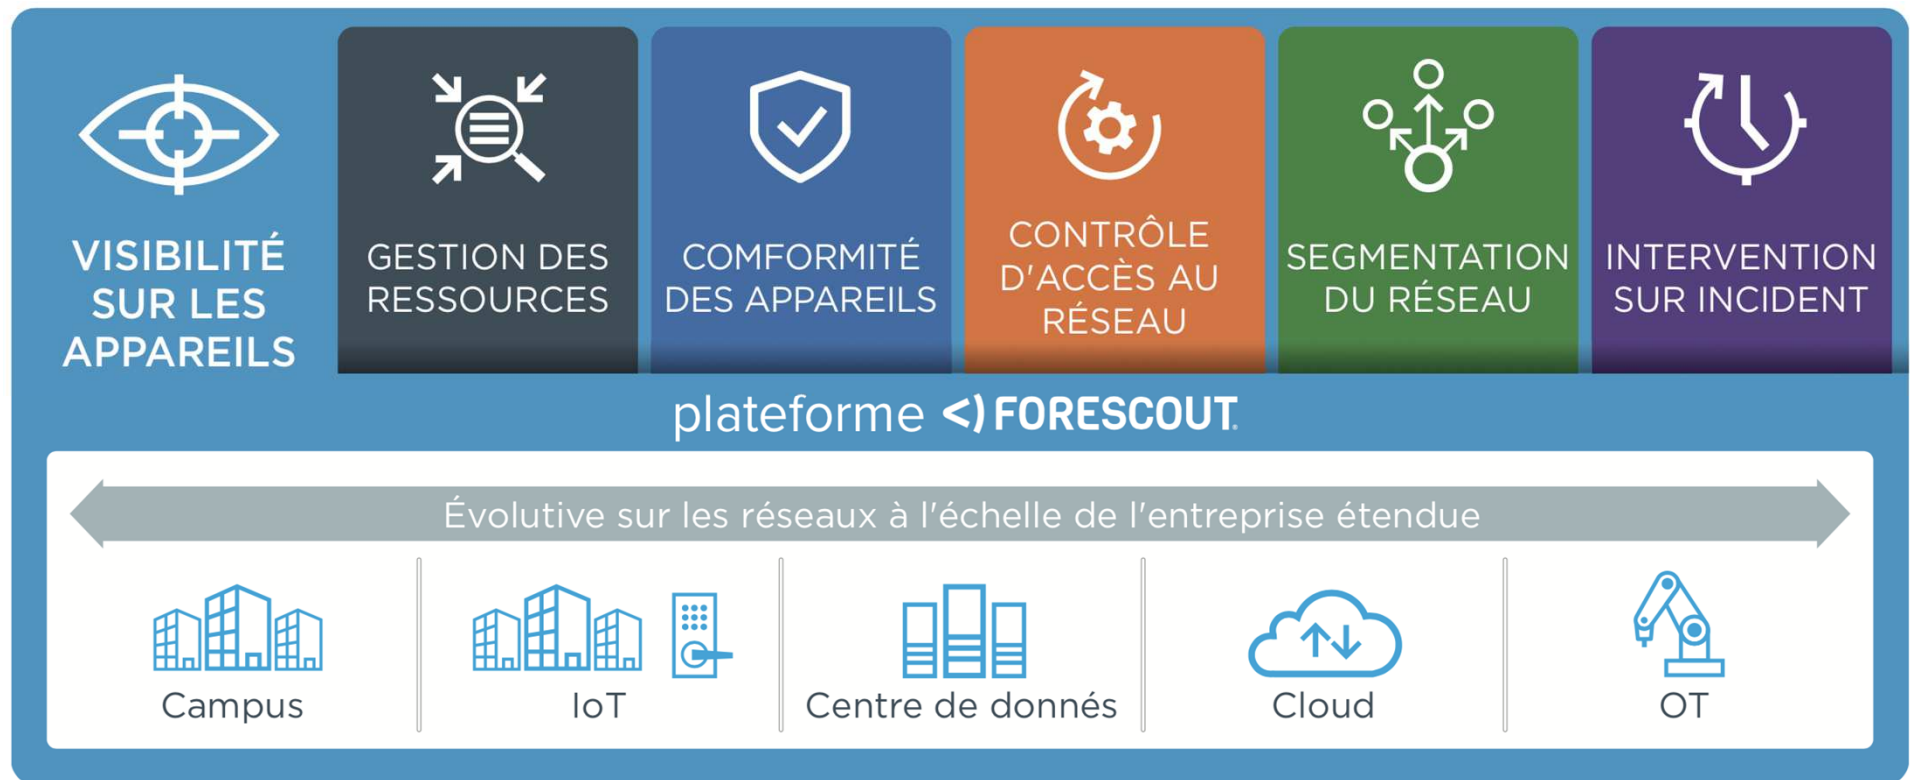 VISIBILITÉ
SUR LES
APPAREILS
GESTION DES
RESSOURCES
COMFORMITÉ
DES APPAREILS
CONTRÔLE
D'ACCÈS AU
RÉSEAU
SEGMENTATION
DU RÉSEAU
INTERVENTION
SUR INCIDENT
plateforme <) FORESCOUT.
Évolutive sur les réseaux à l'échelle de l'entreprise étendue
Campus
IoT
Centre de donnés
Cloud
OT